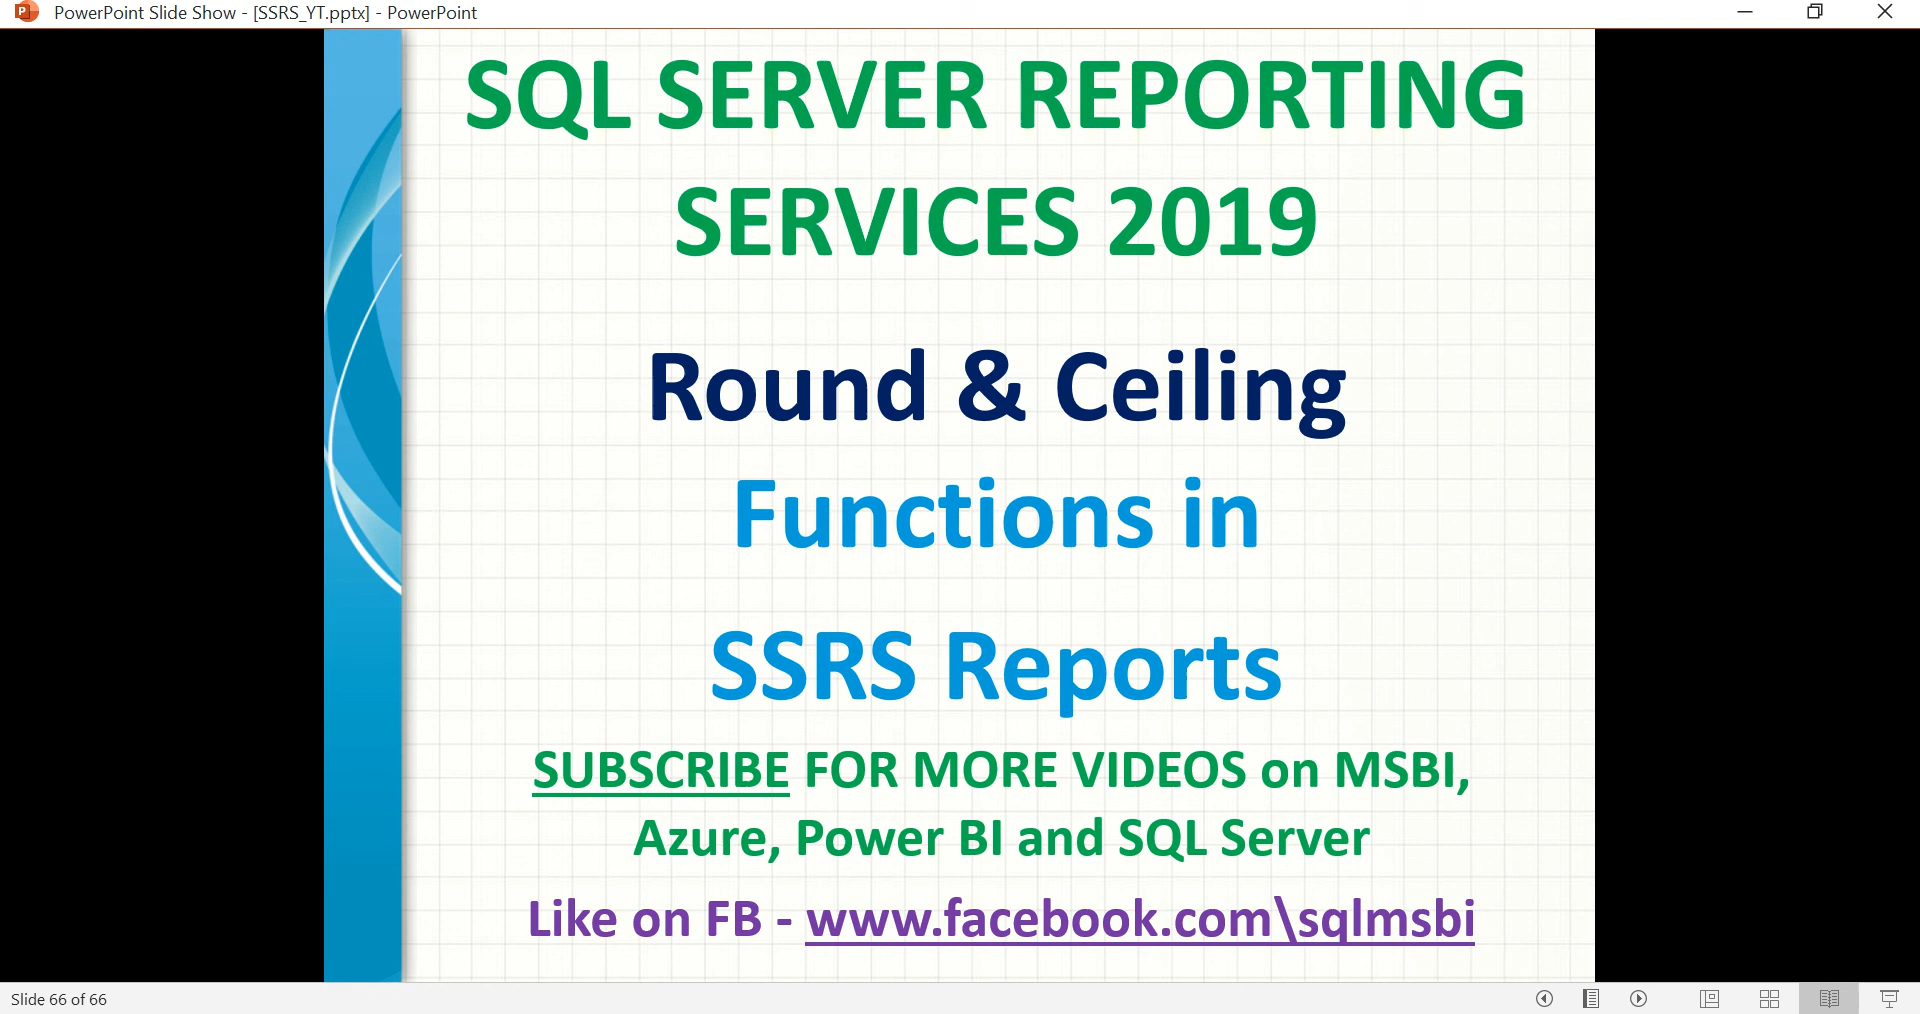 PowerPoint Slide Show - [SSRS_YT.pptx] - PowerPoint
SQL SERVER REPORTING
SERVICES 2019
Round & Ceiling
Functions in
SSRS Reports
SUBSCRIBE FOR MORE VIDEOS on MSBI,
Azure, Power BI and SQL Server
Like on FB - www.facebook.com\sqlmsbi
Slide 66 of 66